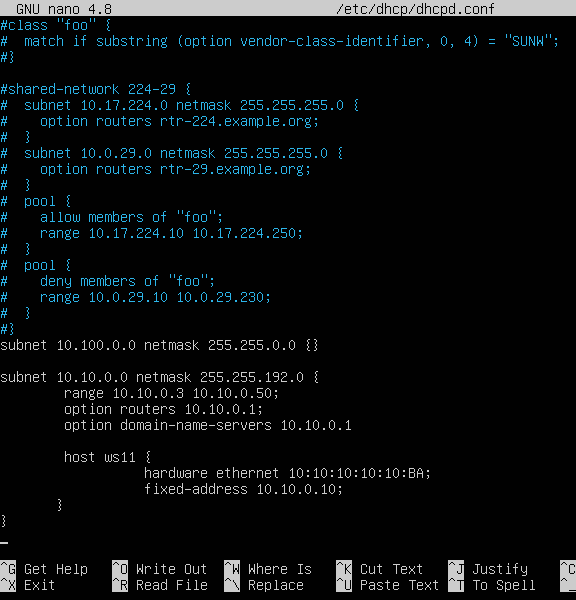 GNU nano 4.8 /etc/dhcp/dhcpd.conf
#class "foo" {
#  match if substring (option vendor-class-identifier, 0, 4) = "SUNW";
#}

#shared-network 224-29 {
#  subnet 10.17.224.0 netmask 255.255.255.0 {
#    option routers rtr-224.example.org;
#  }
#  subnet 10.0.29.0 netmask 255.255.255.0 {
#    option routers rtr-29.example.org;
#  }
#  pool {
#    allow members of "foo";
#    range 10.17.224.10 10.17.224.250;
#  }
#  pool {
#    deny members of "foo";
#    range 10.0.29.10 10.0.29.230;
#  }
#}
subnet 10.100.0.0 netmask 255.255.0.0 {}

subnet 10.10.0.0 netmask 255.255.192.0 {
        range 10.10.0.3 10.10.0.50;
        option routers 10.10.0.1;
        option domain-name-servers 10.10.0.1

        host ws11 {
                  hardware ethernet 10:10:10:10:10:BA;
                  fixed-address 10.10.0.10;
       }
}

^G Get Help ^O Write Out ^W Where Is ^K Cut Text ^J Justify ^C
^X Exit ^R Read File ^\ Replace ^U Paste Text ^T To Spell ^_